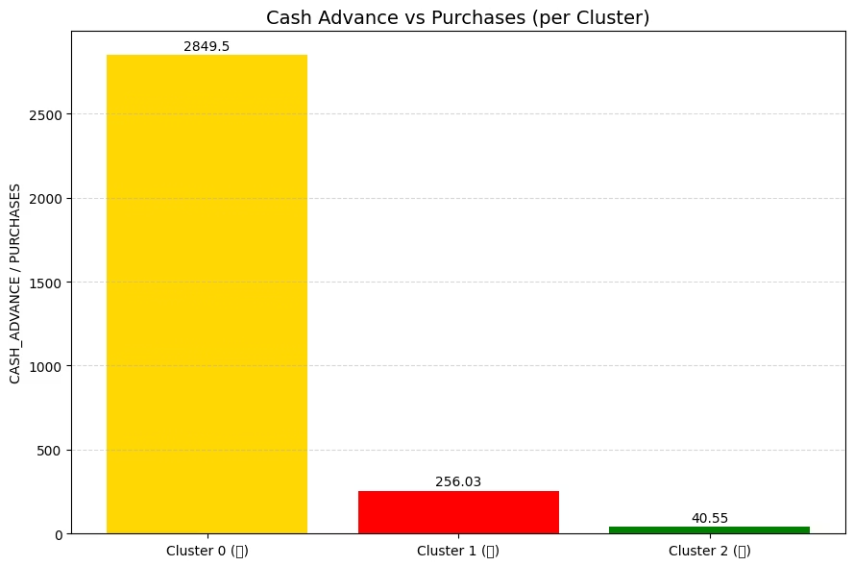 Cash Advance vs Purchases (per Cluster)
2849.5
256.03
40.55
2500
2000
1500
1000
500
0
CASH_ADVANCE / PURCHASES
Cluster 0 (▯)
Cluster 1 (▯)
Cluster 2 (▯)